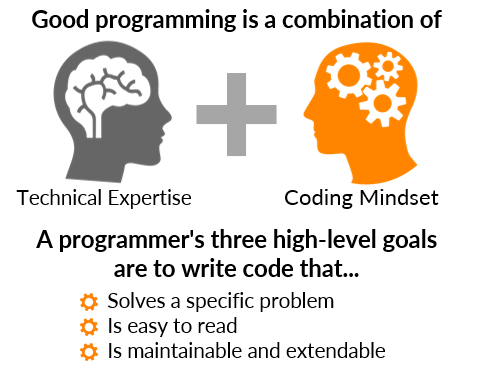 Good programming is a combination of
Technical Expertise
Coding Mindset
A programmer's three high-level goals
are to write code that...
Solves a specific problem
Is easy to read
Is maintainable and extendable